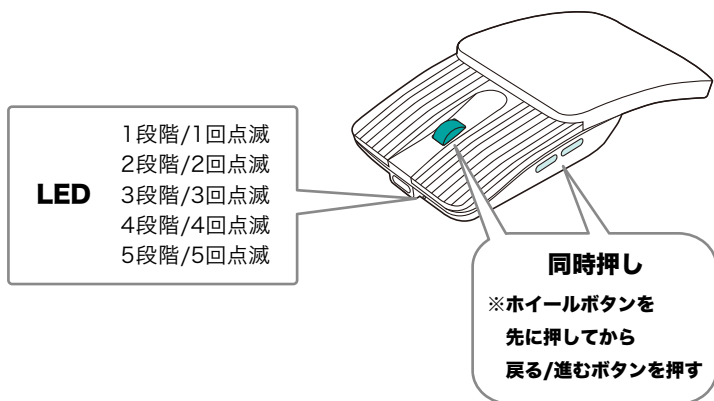 LED
1段階/1回点滅
2段階/2回点滅
3段階/3回点滅
4段階/4回点滅
5段階/5回点滅
同時押し
※ホイールボタンを
先に押してから
戻る/進むボタンを押す